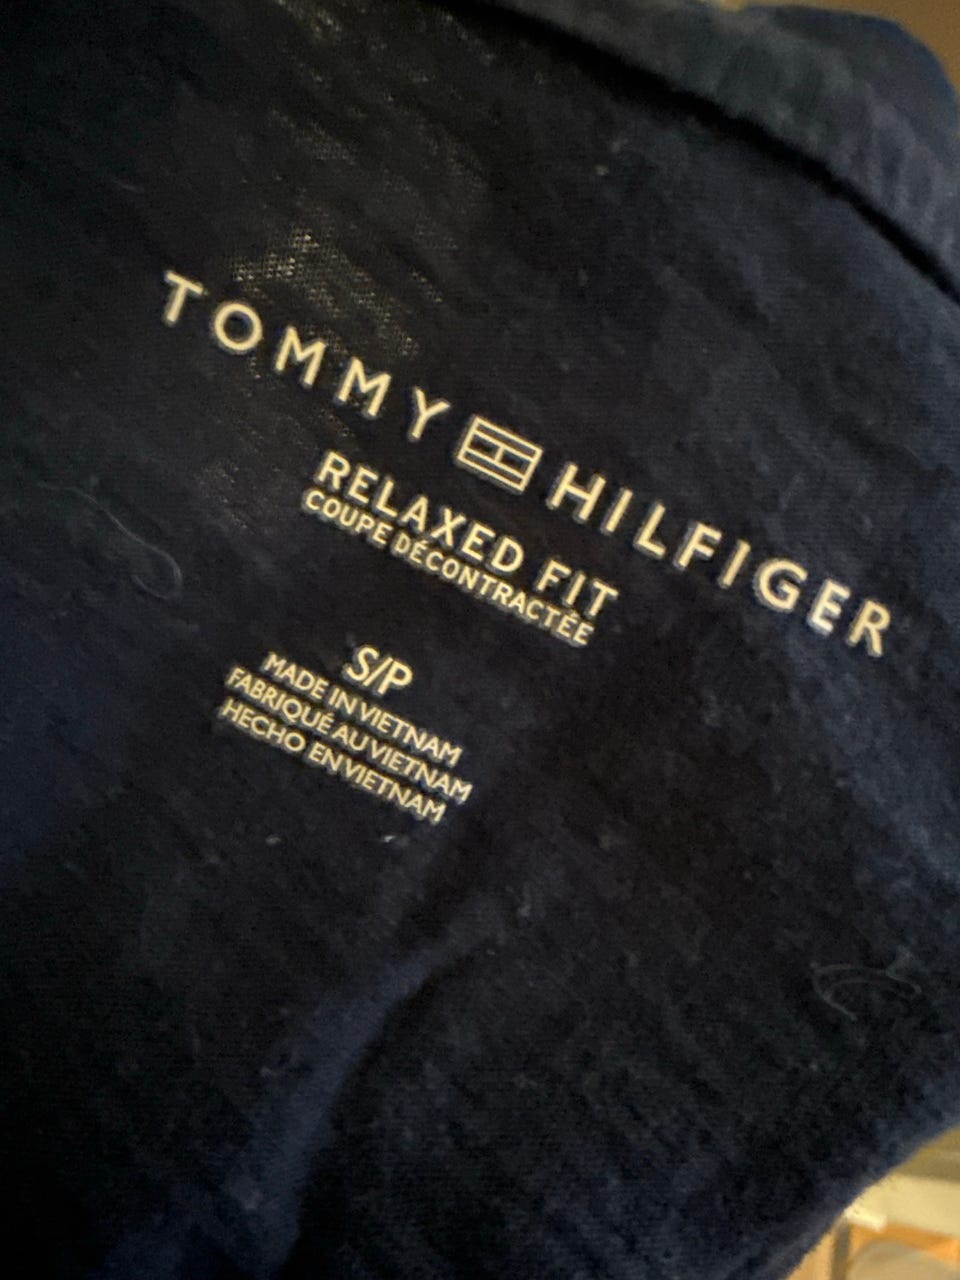 TOMMY HILFIGER
RELAXED FIT
COUPE DÉCONTRACTÉE
S/P
MADE IN VIETNAM
FABRIQUÉ AU VIETNAM
HECHO EN VIETNAM